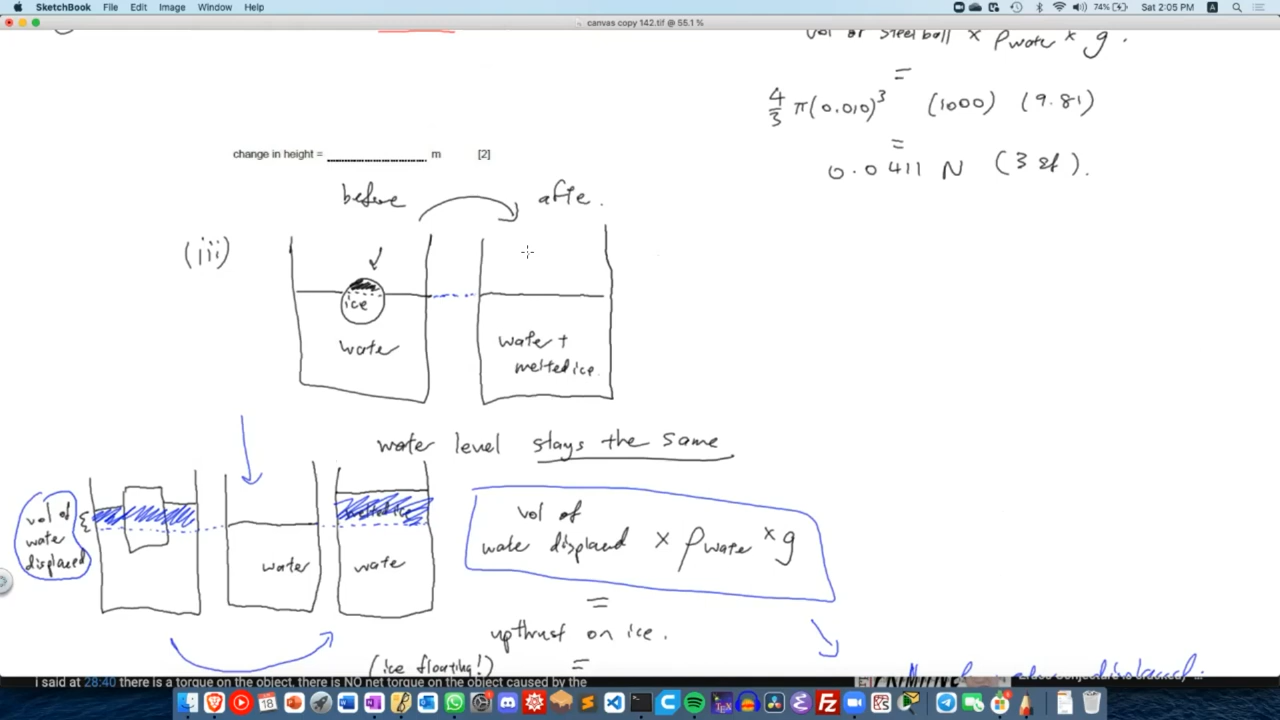 SketchBook File Edit Image Window Help
74% Sat 2:05 PM
canvas copy 142.tif @ 55.1 %
vol of steel ball × ρwater × g.
=
4/3 π(0.010)³ (1000) (9.81)
=
0.0411 N (3 sf).
change in height = m [2]
before afte.
(iii)
ice
water
water +
melted ice.
water level stays the same
vol of
water
displaced
water
melted ice
water
vol of
water displaced × ρwater × g
=
upthrust on ice.
(ice floating!) =
I said at 28:40 there is a torque on the object, there is NO net torque on the object caused by the